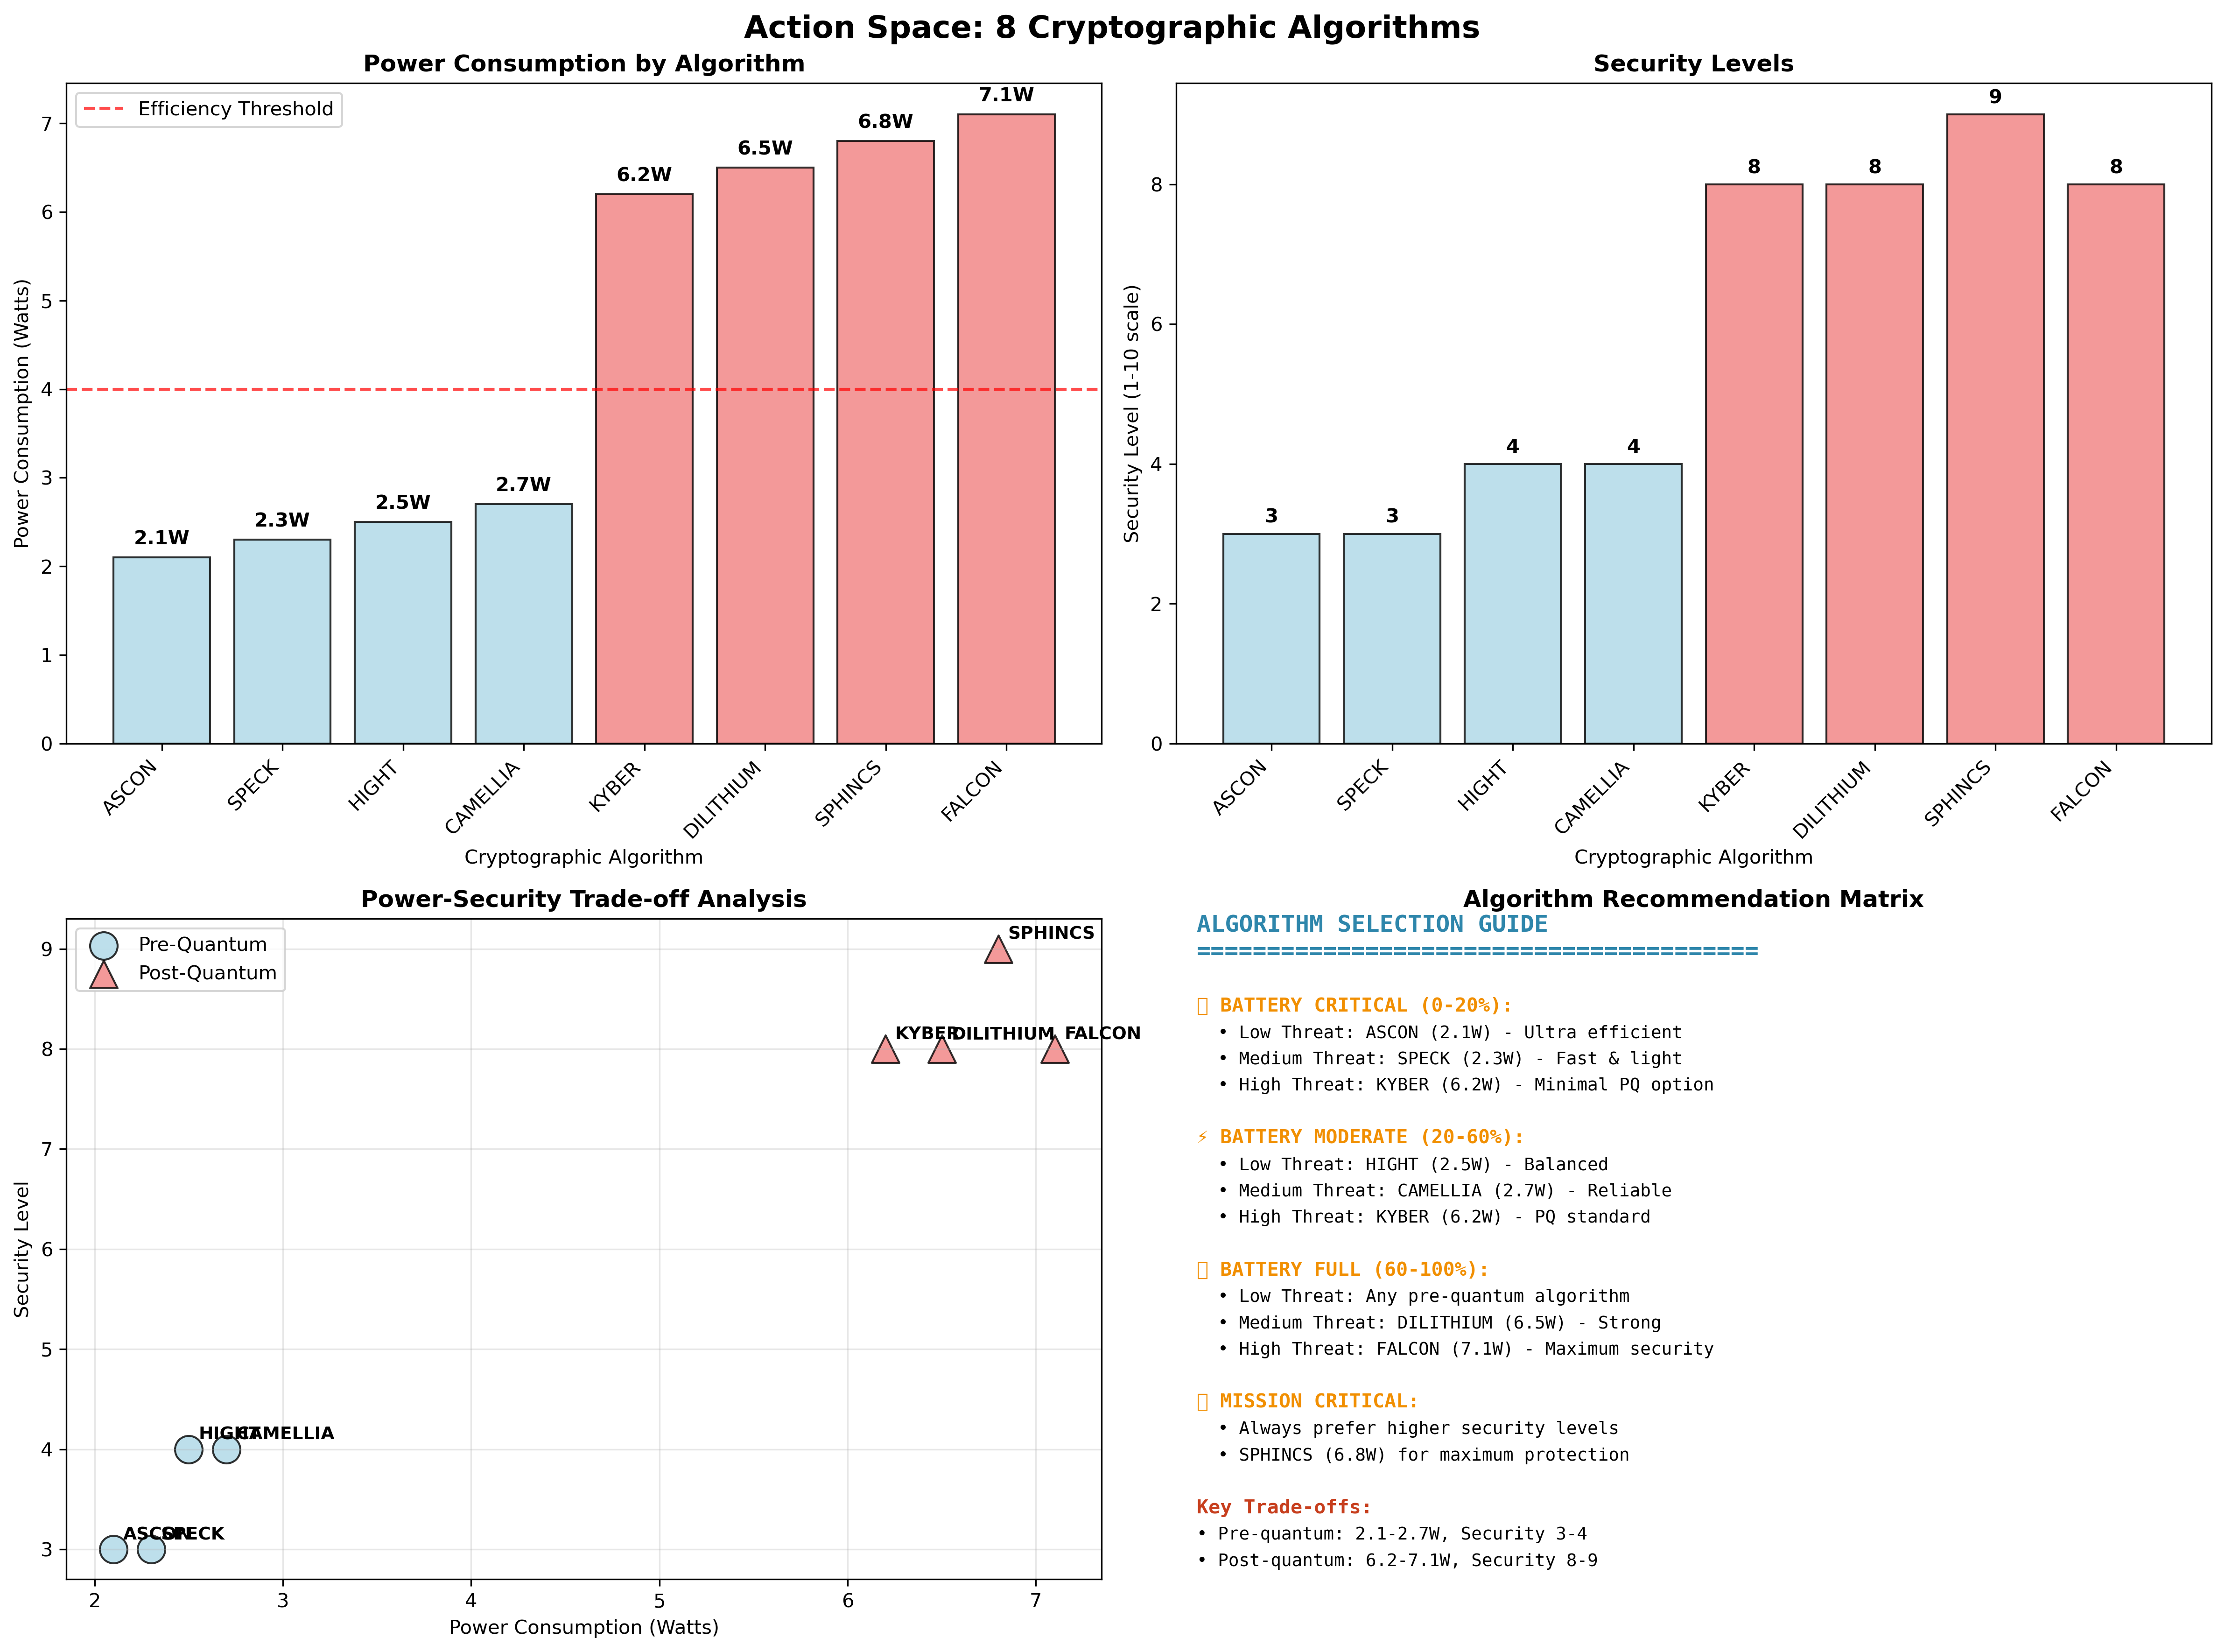 Action Space: 8 Cryptographic Algorithms
Power Consumption by Algorithm
Efficiency Threshold
Power Consumption (Watts)
7
6
5
4
3
2
1
0
2.1W
2.3W
2.5W
2.7W
6.2W
6.5W
6.8W
7.1W
ASCON
SPECK
HIGHT
CAMELLIA
KYBER
DILITHIUM
SPHINCS
FALCON
Cryptographic Algorithm
Security Levels
Security Level (1-10 scale)
8
6
4
2
0
3
3
4
4
8
8
9
8
ASCON
SPECK
HIGHT
CAMELLIA
KYBER
DILITHIUM
SPHINCS
FALCON
Cryptographic Algorithm
Power-Security Trade-off Analysis
Pre-Quantum
Post-Quantum
Security Level
9
8
7
6
5
4
3
SPHINCS
KYBER
DILITHIUM
FALCON
HIGHT
CAMELLIA
ASCON
SPECK
2
3
4
5
6
7
Power Consumption (Watts)
Algorithm Recommendation Matrix
ALGORITHM SELECTION GUIDE
========================================
BATTERY CRITICAL (0-20%):
• Low Threat: ASCON (2.1W) - Ultra efficient
• Medium Threat: SPECK (2.3W) - Fast & light
• High Threat: KYBER (6.2W) - Minimal PQ option
⚡ BATTERY MODERATE (20-60%):
• Low Threat: HIGHT (2.5W) - Balanced
• Medium Threat: CAMELLIA (2.7W) - Reliable
• High Threat: KYBER (6.2W) - PQ standard
BATTERY FULL (60-100%):
• Low Threat: Any pre-quantum algorithm
• Medium Threat: DILITHIUM (6.5W) - Strong
• High Threat: FALCON (7.1W) - Maximum security
MISSION CRITICAL:
• Always prefer higher security levels
• SPHINCS (6.8W) for maximum protection
Key Trade-offs:
• Pre-quantum: 2.1-2.7W, Security 3-4
• Post-quantum: 6.2-7.1W, Security 8-9